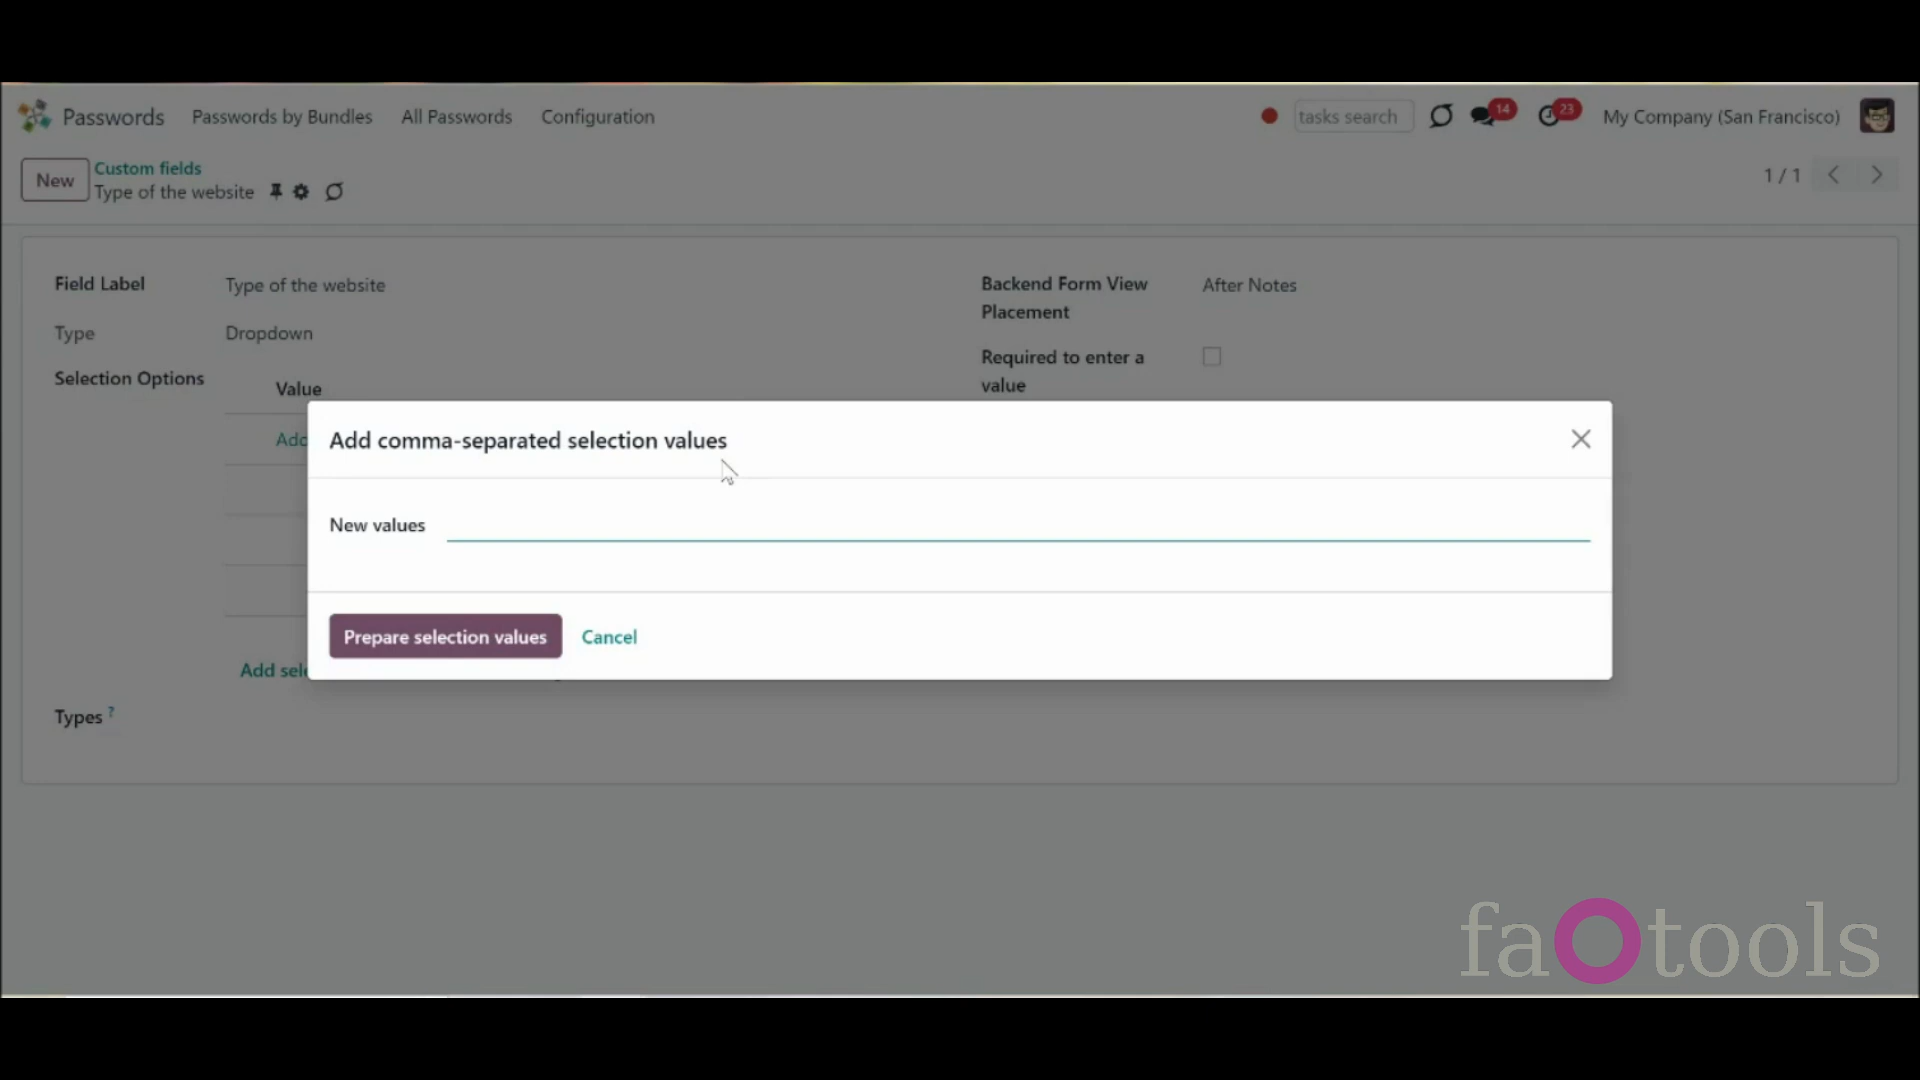 Passwords Passwords by Bundles All Passwords Configuration tasks search 14 23 My Company (San Francisco)
New Custom fields 1 / 1
Type of the website
Field Label Type of the website Backend Form View Placement After Notes
Type Dropdown
Required to enter a value
Selection Options Value
Add comma-separated selection values
New values
Prepare selection values Cancel
Types ?
faOtools